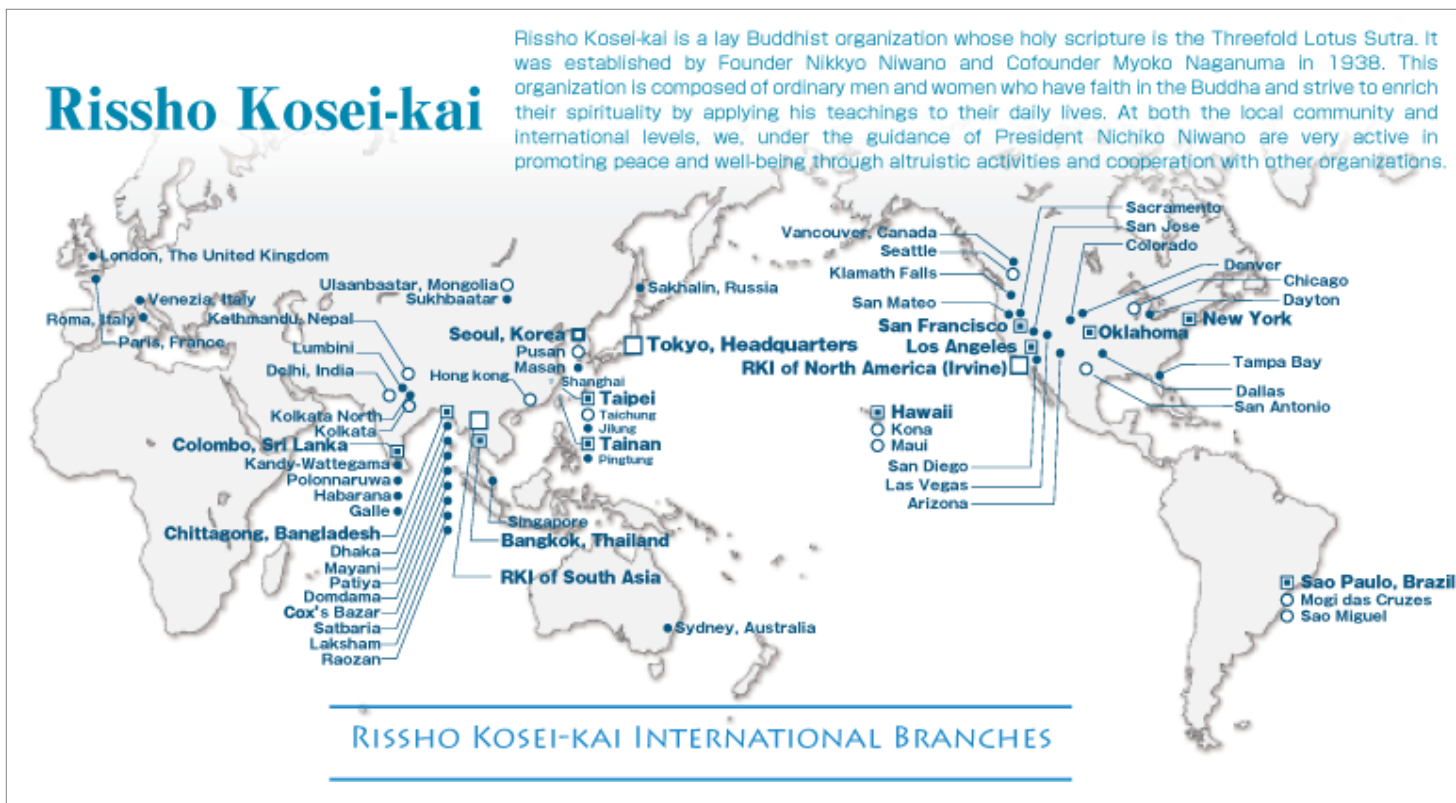 Rissho Kosei-kai
Rissho Kosei-kai is a lay Buddhist organization whose holy scripture is the Threefold Lotus Sutra. It
was established by Founder Nikkyo Niwano and Cofounder Myoko Naganuma in 1938. This
organization is composed of ordinary men and women who have faith in the Buddha and strive to enrich
their spirituality by applying his teachings to their daily lives. At both the local community and
international levels, we, under the guidance of President Nichiko Niwano are very active in
promoting peace and well-being through altruistic activities and cooperation with other organizations.
London, The United Kingdom
Venezia, Italy
Roma, Italy
Paris, France
Ulaanbaatar, Mongolia
Sukhbaatar
Kathmandu, Nepal
Lumbini
Delhi, India
Kolkata North
Kolkata
Colombo, Sri Lanka
Kandy-Wattegama
Polonnaruwa
Habarana
Galle
Chittagong, Bangladesh
Dhaka
Mayani
Patiya
Domdama
Cox's Bazar
Satbaria
Laksham
Raozan
Sakhalin, Russia
Seoul, Korea
Pusan
Masan
Tokyo, Headquarters
Hong kong
Shanghai
Taipei
Taichung
Jilung
Tainan
Pingtung
Singapore
Bangkok, Thailand
RKI of South Asia
Sydney, Australia
Vancouver, Canada
Seattle
Klamath Falls
San Mateo
San Francisco
Los Angeles
RKI of North America (Irvine)
Hawaii
Kona
Maui
San Diego
Las Vegas
Arizona
Sacramento
San Jose
Colorado
Denver
Chicago
Dayton
New York
Oklahoma
Tampa Bay
Dallas
San Antonio
Sao Paulo, Brazil
Mogi das Cruzes
Sao Miguel
RISSHO KOSEI-KAI INTERNATIONAL BRANCHES